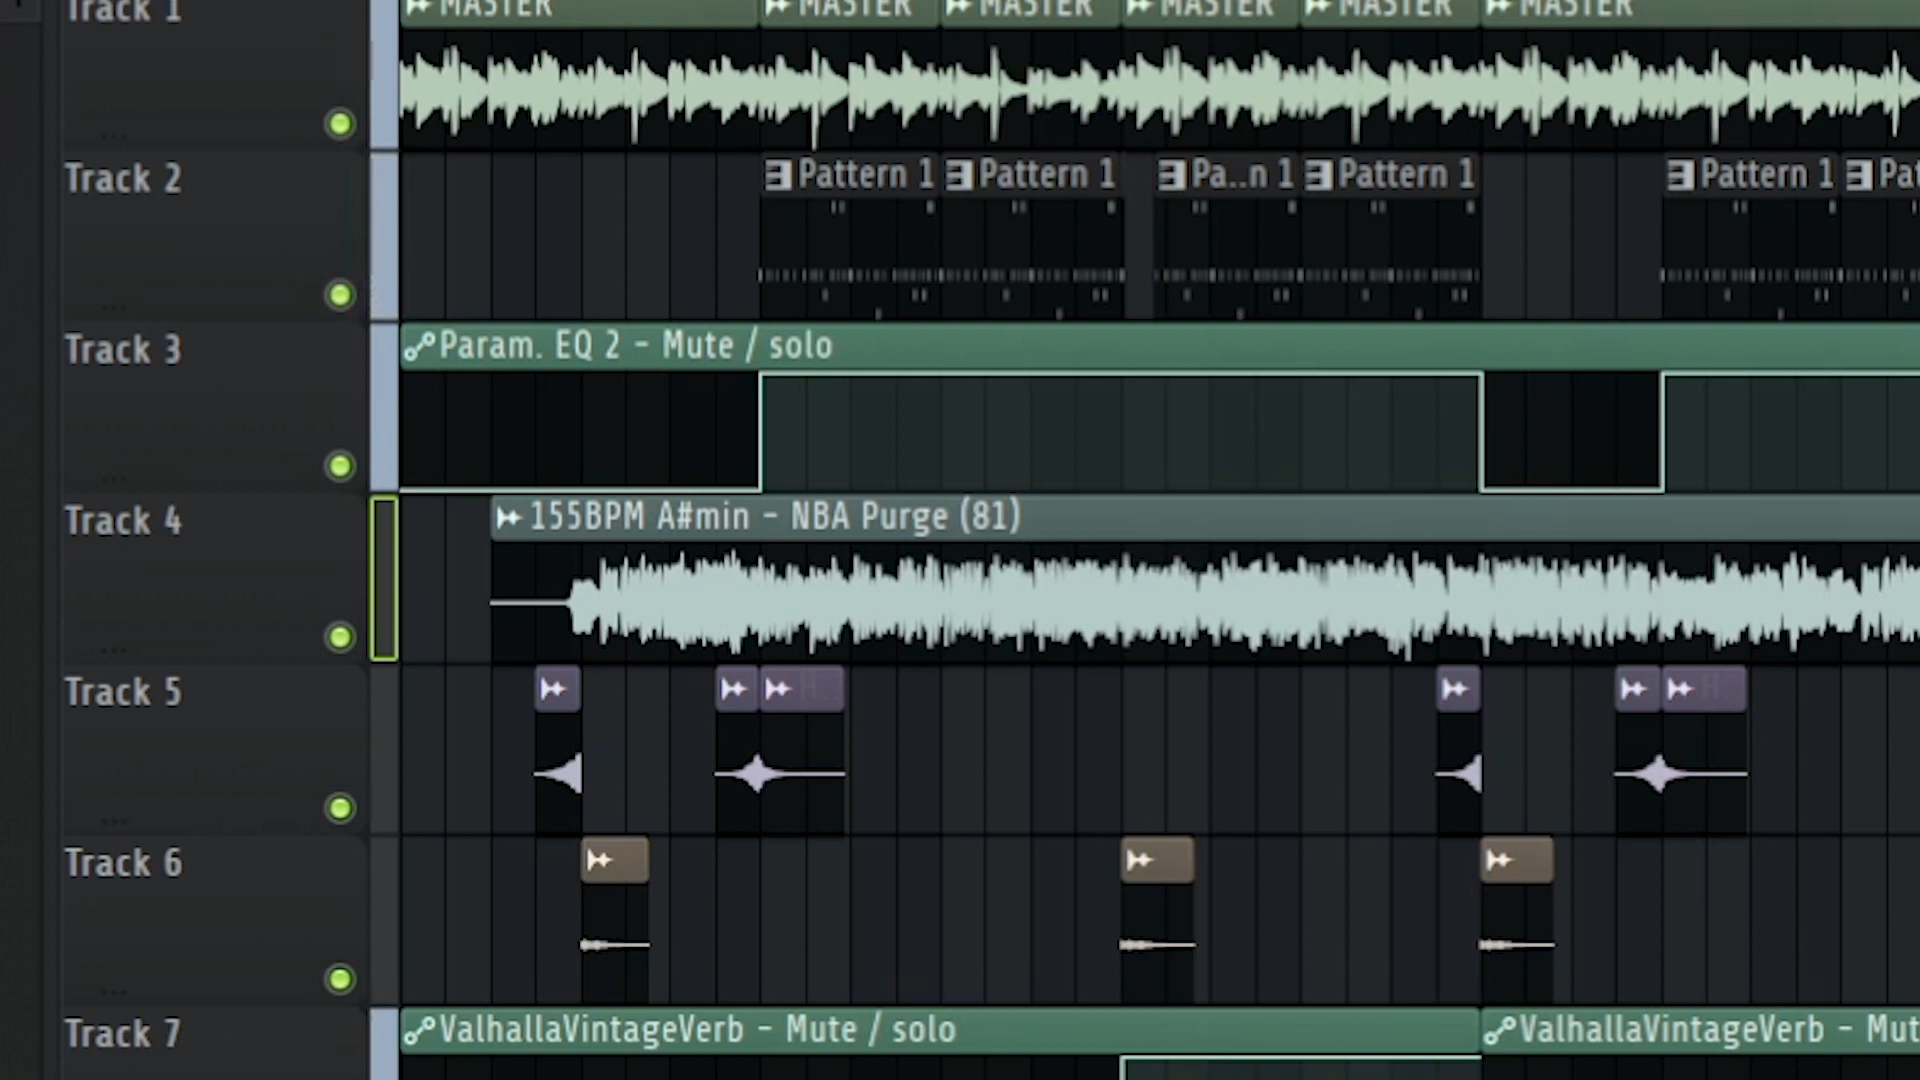 Track 1
MASTER MASTER MASTER MASTER MASTER MASTER
Track 2
Pattern 1 Pattern 1 Pa..n 1 Pattern 1 Pattern 1 Pat
Track 3
Param. EQ 2 - Mute / solo
Track 4
155BPM A#min - NBA Purge (81)
Track 5
Track 6
Track 7
ValhallaVintageVerb - Mute / solo ValhallaVintageVerb - Mut